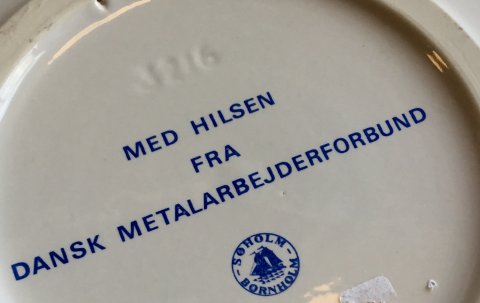 MED HILSEN
FRA
DANSK METALARBEJDERFORBUND
SØHOLM
BORNHOLM